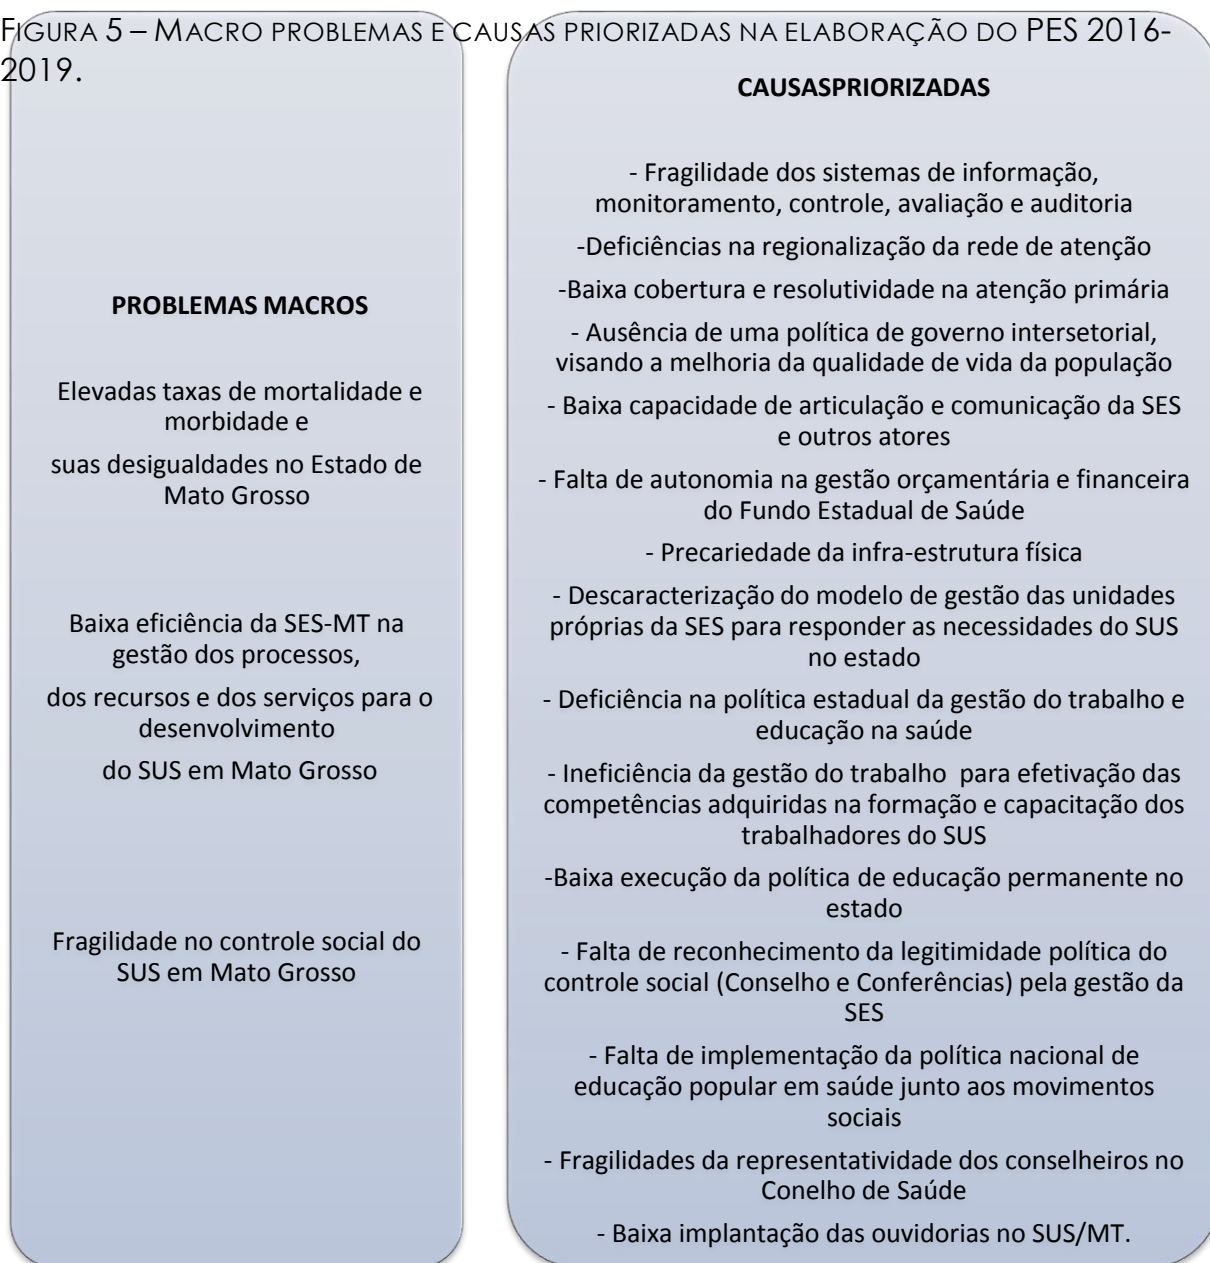 FIGURA 5 – MACRO PROBLEMAS E CAUSAS PRIORIZADAS NA ELABORAÇÃO DO PES 2016-
2019.
PROBLEMAS MACROS
Elevadas taxas de mortalidade e
morbidade e
suas desigualdades no Estado de
Mato Grosso
Baixa eficiência da SES-MT na
gestão dos processos,
dos recursos e dos serviços para o
desenvolvimento
do SUS em Mato Grosso
Fragilidade no controle social do
SUS em Mato Grosso
CAUSASPRIORIZADAS
- Fragilidade dos sistemas de informação,
monitoramento, controle, avaliação e auditoria
-Deficiências na regionalização da rede de atenção
-Baixa cobertura e resolutividade na atenção primária
- Ausência de uma política de governo intersetorial,
visando a melhoria da qualidade de vida da população
- Baixa capacidade de articulação e comunicação da SES
e outros atores
- Falta de autonomia na gestão orçamentária e financeira
do Fundo Estadual de Saúde
- Precariedade da infra-estrutura física
- Descaracterização do modelo de gestão das unidades
próprias da SES para responder as necessidades do SUS
no estado
- Deficiência na política estadual da gestão do trabalho e
educação na saúde
- Ineficiência da gestão do trabalho  para efetivação das
competências adquiridas na formação e capacitação dos
trabalhadores do SUS
-Baixa execução da política de educação permanente no
estado
- Falta de reconhecimento da legitimidade política do
controle social (Conselho e Conferências) pela gestão da
SES
- Falta de implementação da política nacional de
educação popular em saúde junto aos movimentos
sociais
- Fragilidades da representatividade dos conselheiros no
Conelho de Saúde
- Baixa implantação das ouvidorias no SUS/MT.